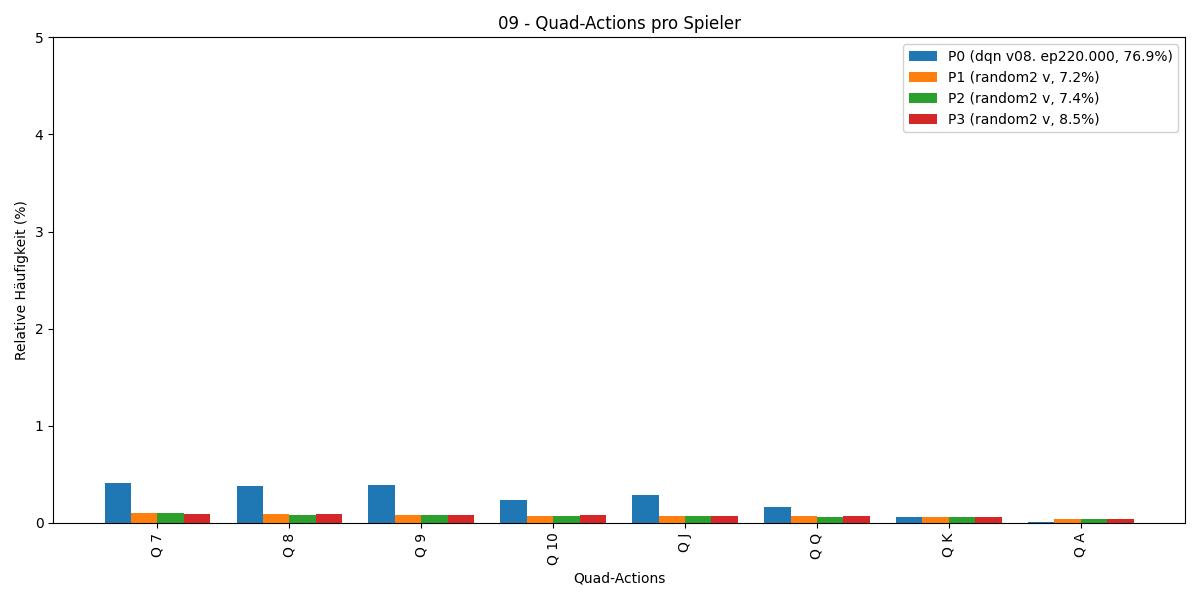 09 - Quad-Actions pro Spieler
Relative Häufigkeit (%)
5
4
3
2
1
0
P0 (dqn v08. ep220.000, 76.9%)
P1 (random2 v, 7.2%)
P2 (random2 v, 7.4%)
P3 (random2 v, 8.5%)
Q 7
Q 8
Q 9
Q 10
Q J
Q Q
Q K
Q A
Quad-Actions